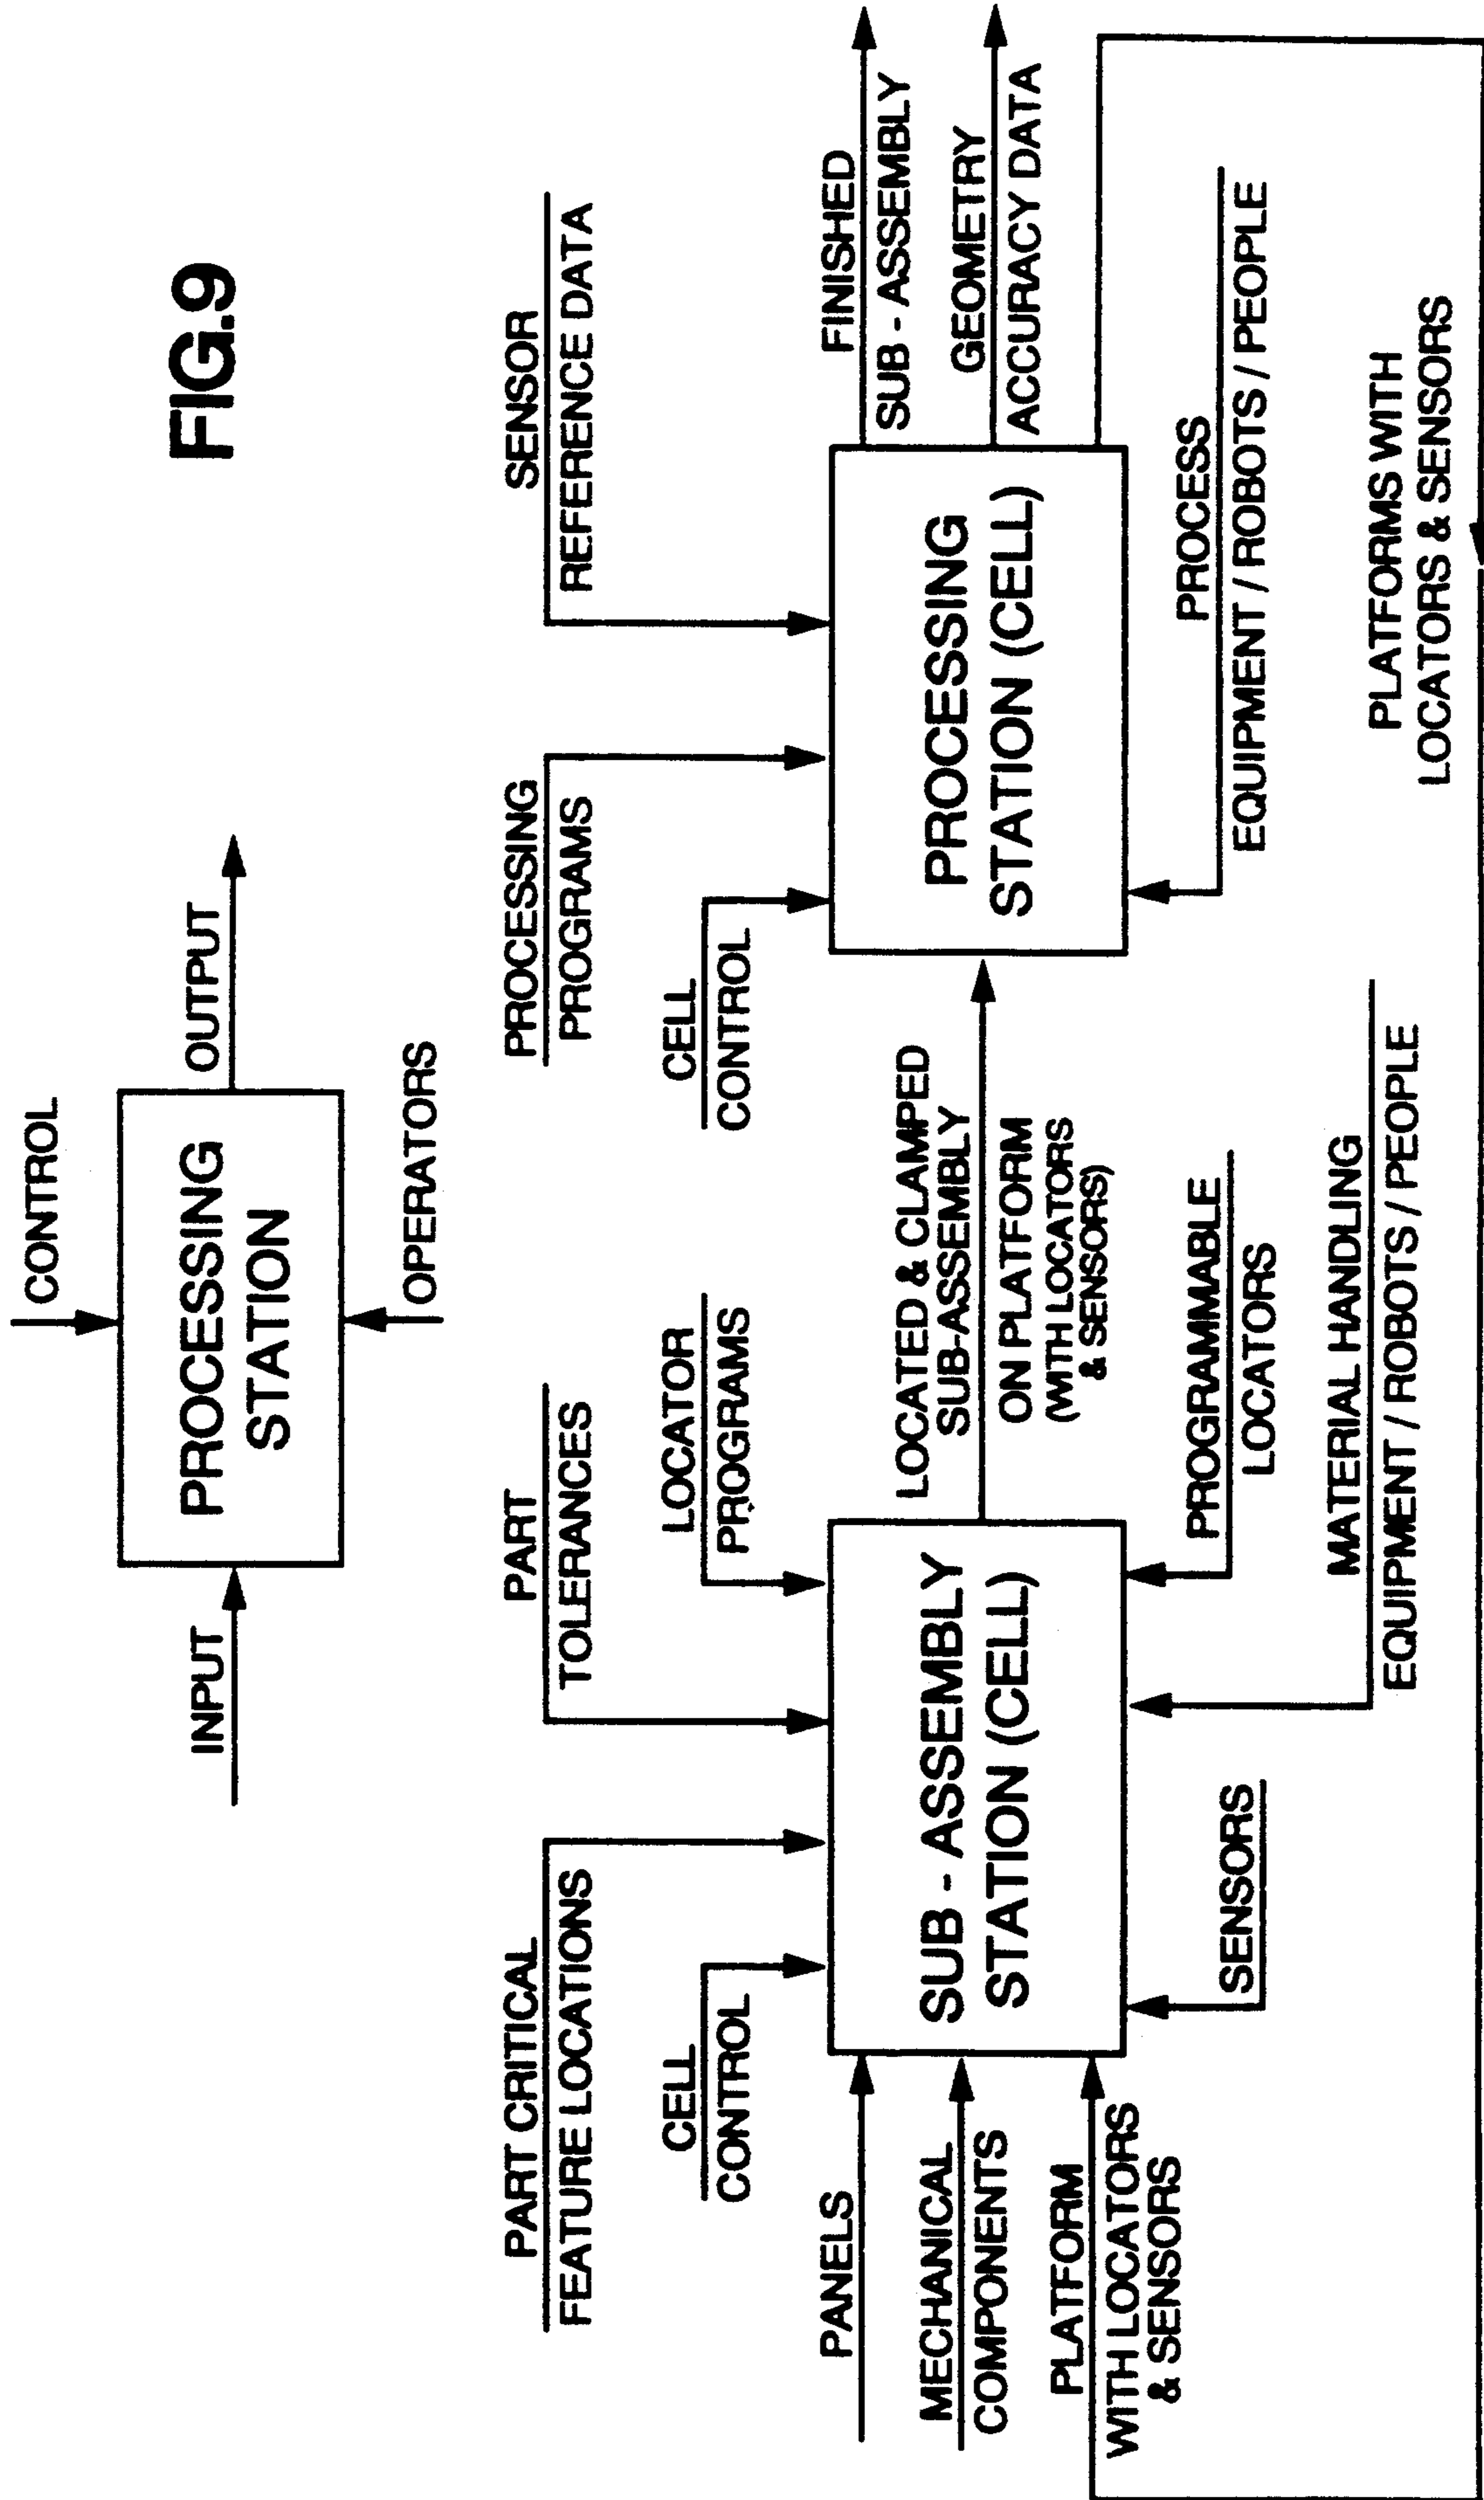 FIG.9
CONTROL
INPUT
PROCESSING
STATION
OUTPUT
OPERATORS
PART CRITICAL
FEATURE LOCATIONS
PART
TOLERANCES
PROCESSING
PROGRAMS
SENSOR
REFERENCE DATA
CELL
CONTROL
LOCATOR
PROGRAMS
CELL
CONTROL
PANELS
MECHANICAL
COMPONENTS
PLATFORM
WITH LOCATORS
& SENSORS
SUB - ASSEMBLY
STATION (CELL)
LOCATED & CLAMPED
SUB-ASSEMBLY
ON PLATFORM
(WITH LOCATORS
& SENSORS)
PROCESSING
STATION (CELL)
FINISHED
SUB - ASSEMBLY
GEOMETRY
ACCURACY DATA
SENSORS
PROGRAMMABLE
LOCATORS
PROCESS
EQUIPMENT / ROBOTS / PEOPLE
MATERIAL HANDLING
EQUIPMENT / ROBOTS / PEOPLE
PLATFORMS WITH
LOCATORS & SENSORS